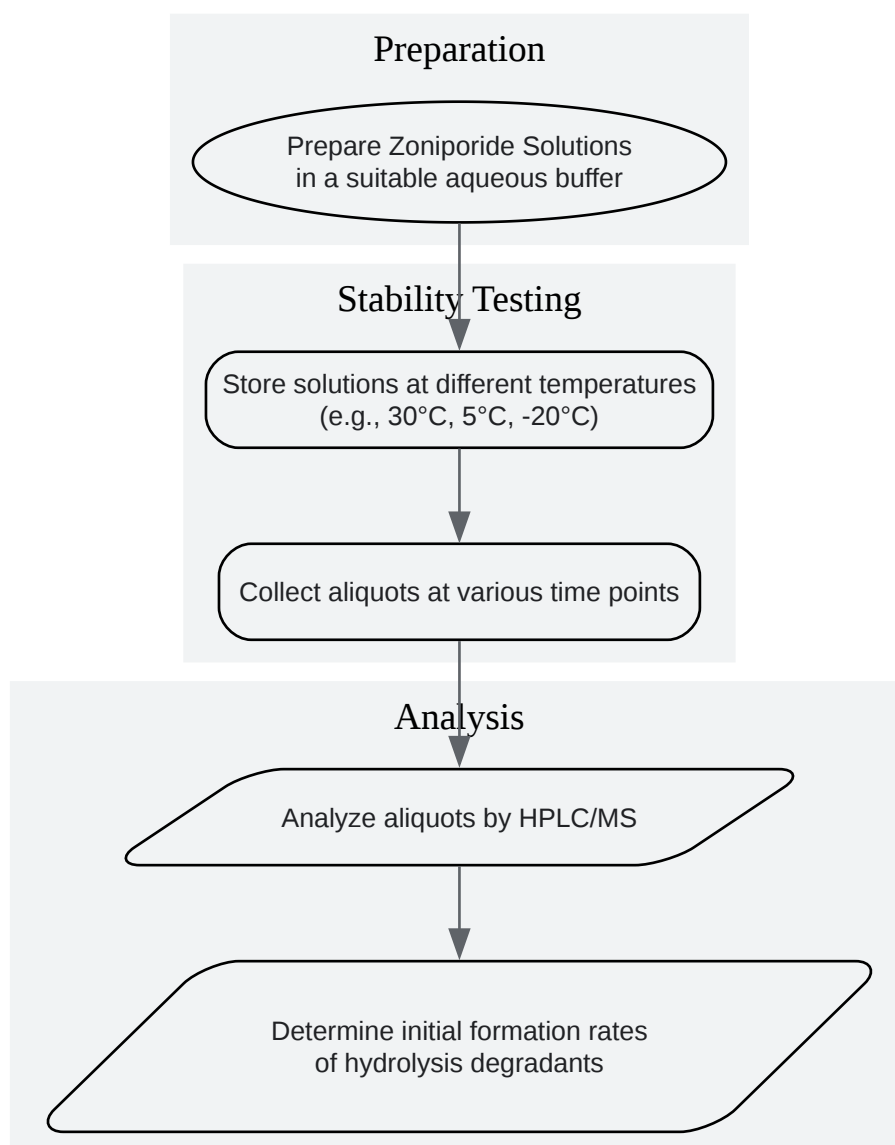 Preparation
Prepare Zoniporide Solutions
in a suitable aqueous buffer
Stability Testing
Store solutions at different temperatures
(e.g., 30°C, 5°C, -20°C)
Collect aliquots at various time points
Analysis
Analyze aliquots by HPLC/MS
Determine initial formation rates
of hydrolysis degradants